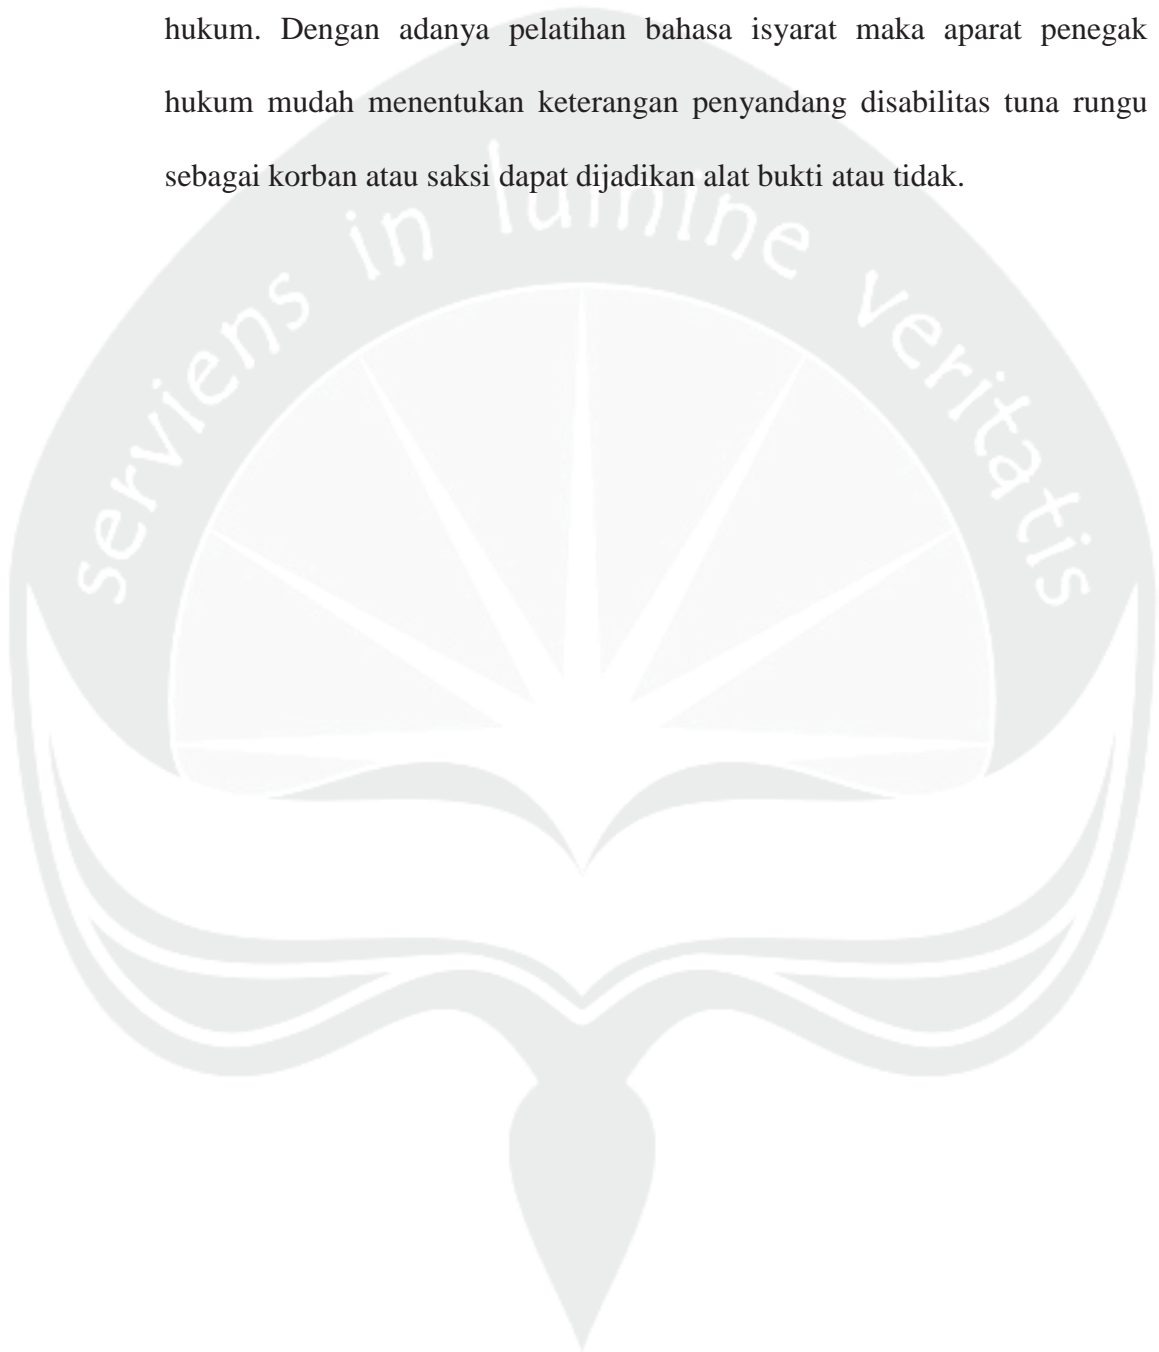 hukum. Dengan adanya pelatihan bahasa isyarat maka aparat penegak
hukum mudah menentukan keterangan penyandang disabilitas tuna rungu
sebagai korban atau saksi dapat dijadikan alat bukti atau tidak.
serviens in lumine veritatis